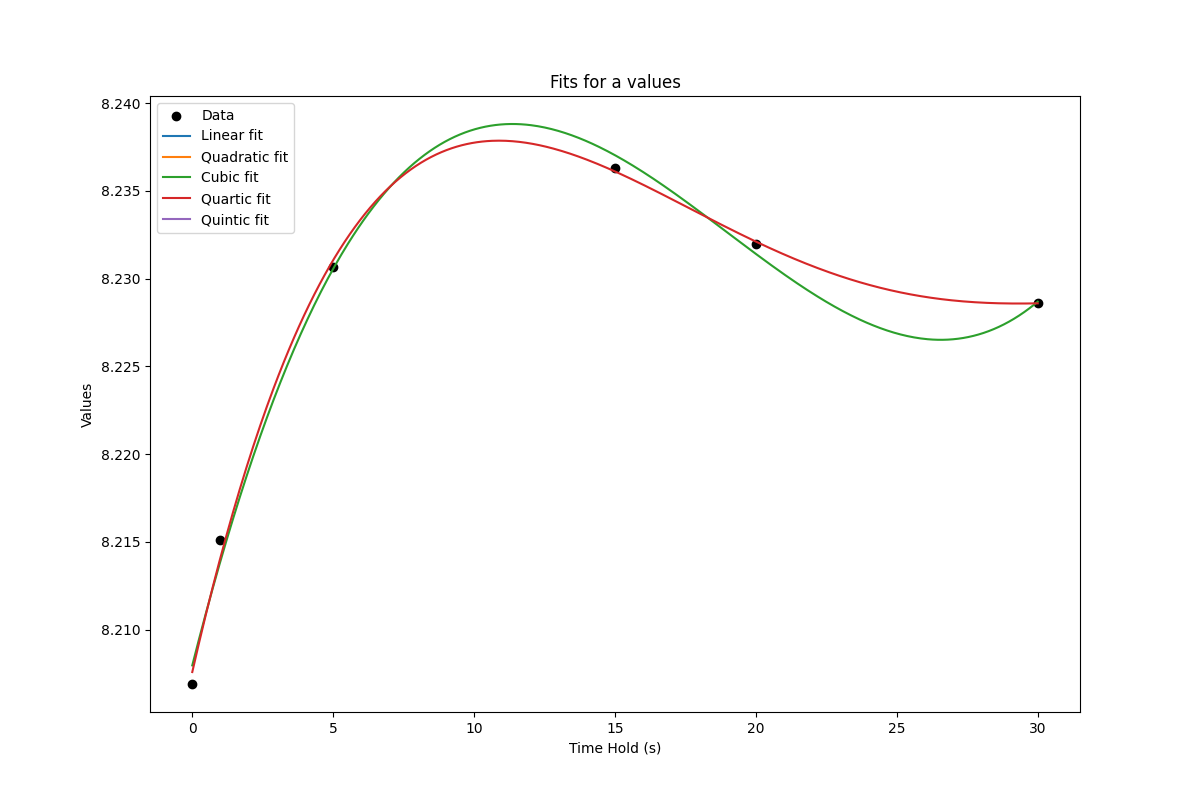 Fits for a values
Data
Linear fit
Quadratic fit
Cubic fit
Quartic fit
Quintic fit
8.240
8.235
8.230
8.225
8.220
8.215
8.210
Values
0 5 10 15 20 25 30
Time Hold (s)